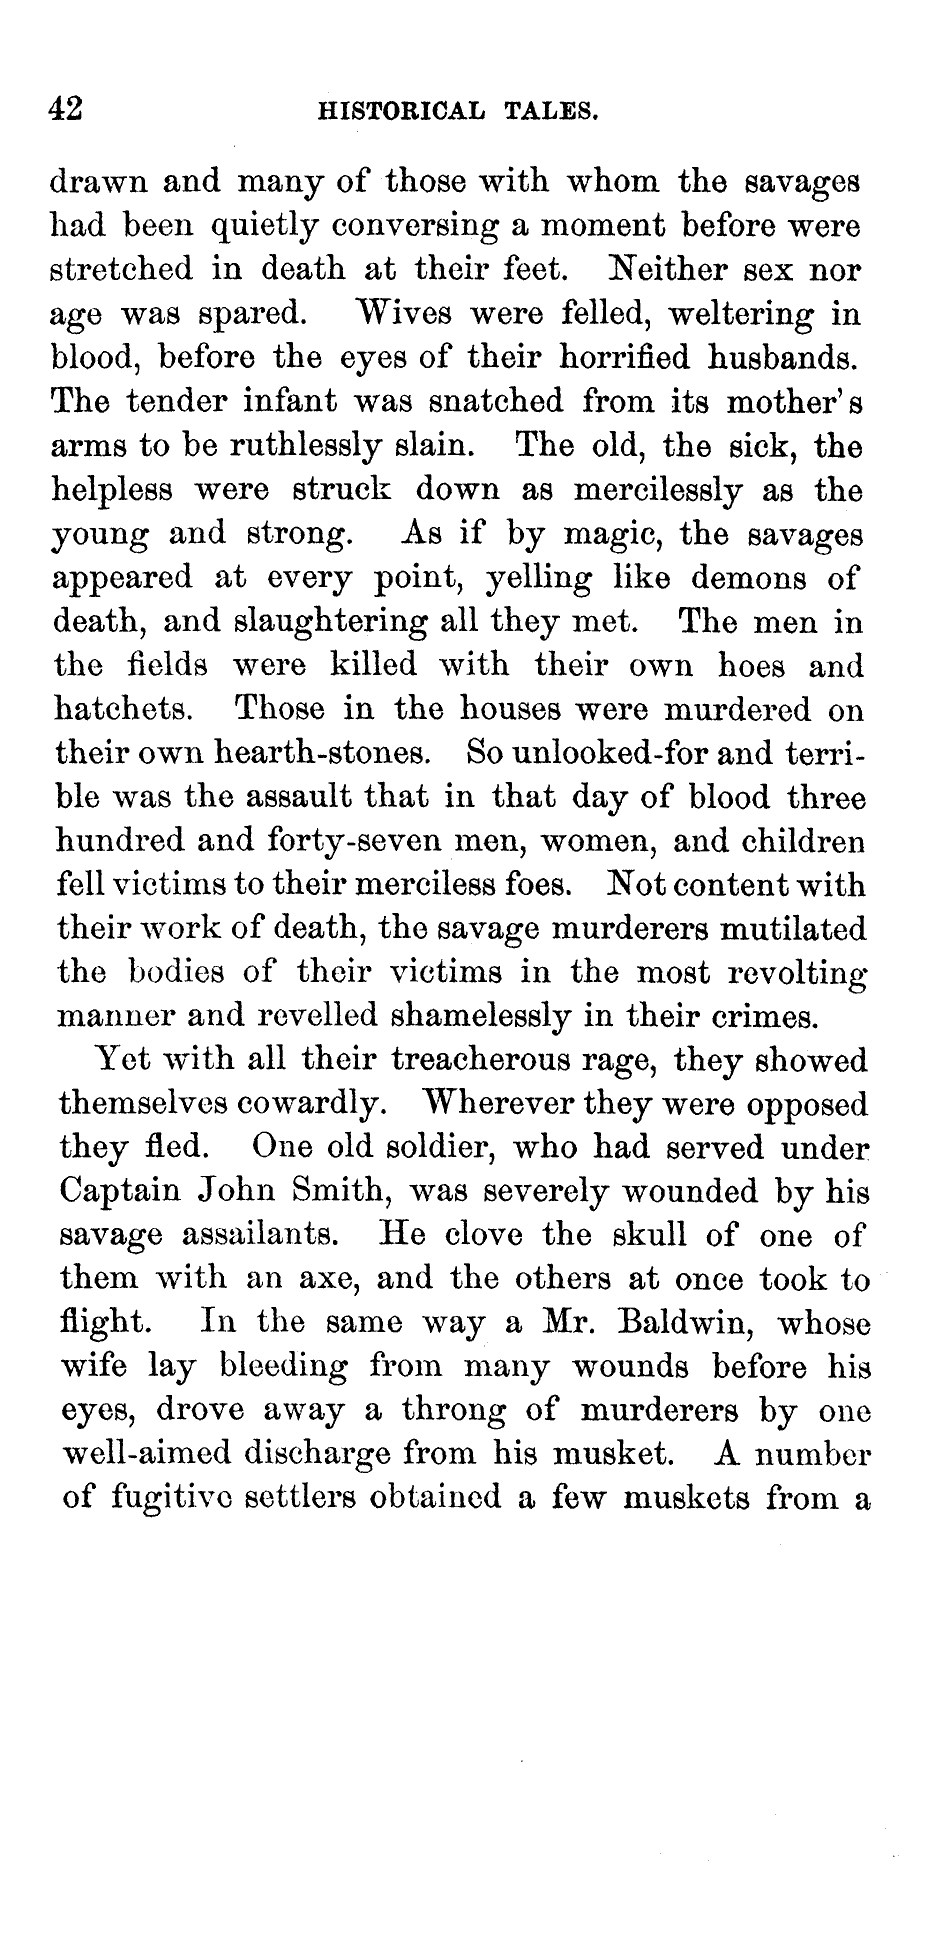 42 HISTORICAL TALES.
drawn and many of those with whom the savages
had been quietly conversing a moment before were
stretched in death at their feet. Neither sex nor
age was spared. Wives were felled, weltering in
blood, before the eyes of their horrified husbands.
The tender infant was snatched from its mother's
arms to be ruthlessly slain. The old, the sick, the
helpless were struck down as mercilessly as the
young and strong. As if by magic, the savages
appeared at every point, yelling like demons of
death, and slaughtering all they met. The men in
the fields were killed with their own hoes and
hatchets. Those in the houses were murdered on
their own hearth-stones. So unlooked-for and terri-
ble was the assault that in that day of blood three
hundred and forty-seven men, women, and children
fell victims to their merciless foes. Not content with
their work of death, the savage murderers mutilated
the bodies of their victims in the most revolting
manner and revelled shamelessly in their crimes.
Yet with all their treacherous rage, they showed
themselves cowardly. Wherever they were opposed
they fled. One old soldier, who had served under
Captain John Smith, was severely wounded by his
savage assailants. He clove the skull of one of
them with an axe, and the others at once took to
flight. In the same way a Mr. Baldwin, whose
wife lay bleeding from many wounds before his
eyes, drove away a throng of murderers by one
well-aimed discharge from his musket. A number
of fugitive settlers obtained a few muskets from a